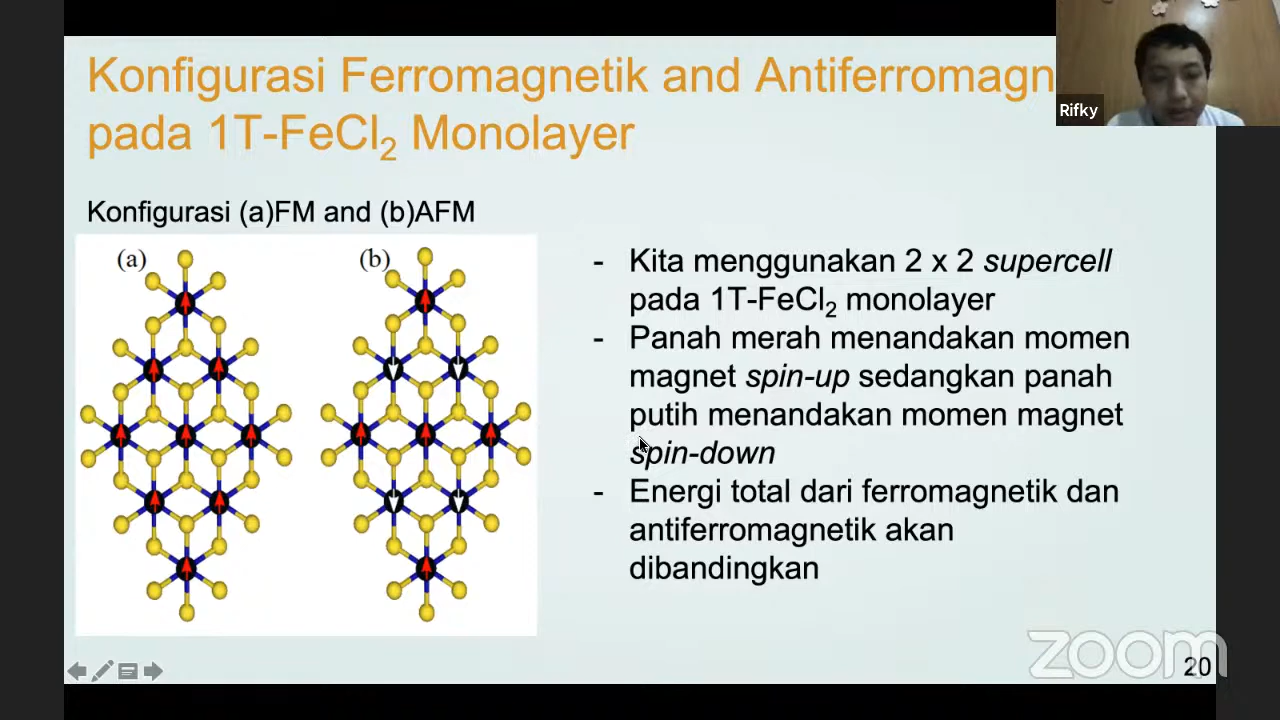 Konfigurasi Ferromagnetik and Antiferromagn
pada 1T-FeCl₂ Monolayer
Rifky
Konfigurasi (a)FM and (b)AFM
(a)
(b)
- Kita menggunakan 2 x 2 supercell
pada 1T-FeCl₂ monolayer
- Panah merah menandakan momen
magnet spin-up sedangkan panah
putih menandakan momen magnet
spin-down
- Energi total dari ferromagnetik dan
antiferromagnetik akan
dibandingkan
zoom
20